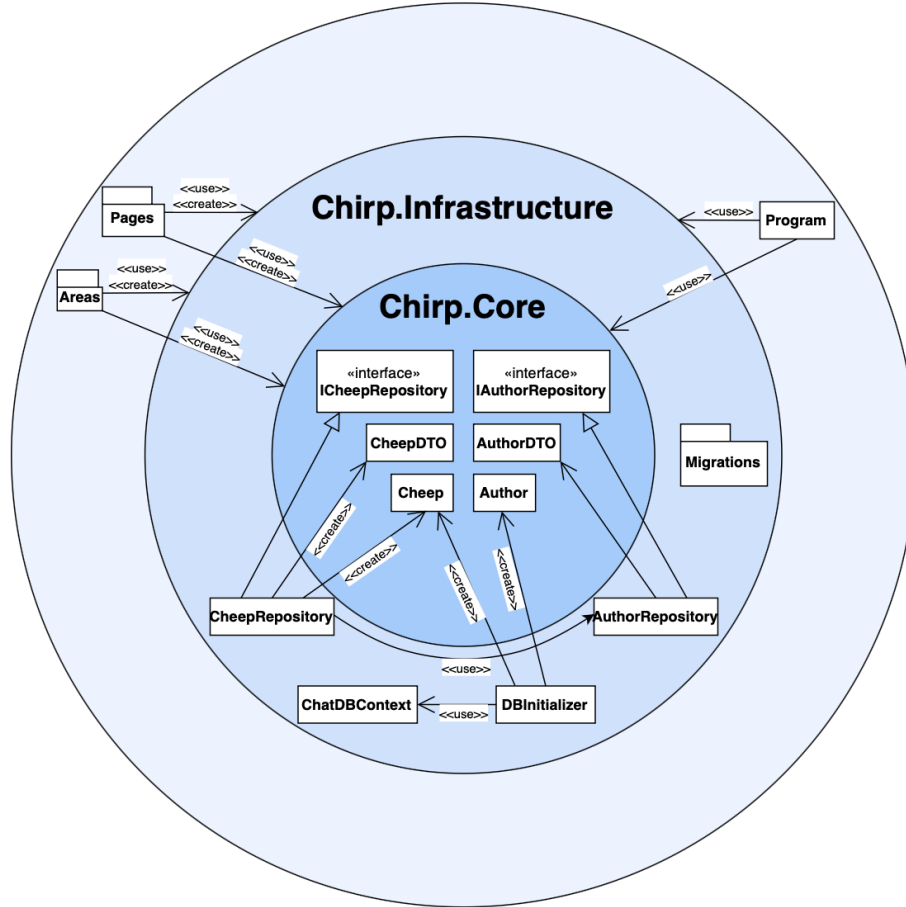 <<use>>
<<create>>
Pages
Chirp.Infrastructure
<<use>>
Program
<<use>>
<<create>>
<<use>>
<<create>>
Areas
<<use>>
Chirp.Core
<<use>>
<<create>>
«interface»
ICheepRepository
«interface»
IAuthorRepository
CheepDTO
AuthorDTO
Migrations
Cheep
Author
<<create>>
<<create>>
<<create>>
<<create>>
CheepRepository
AuthorRepository
<<use>>
ChatDBContext
<<use>>
DBInitializer